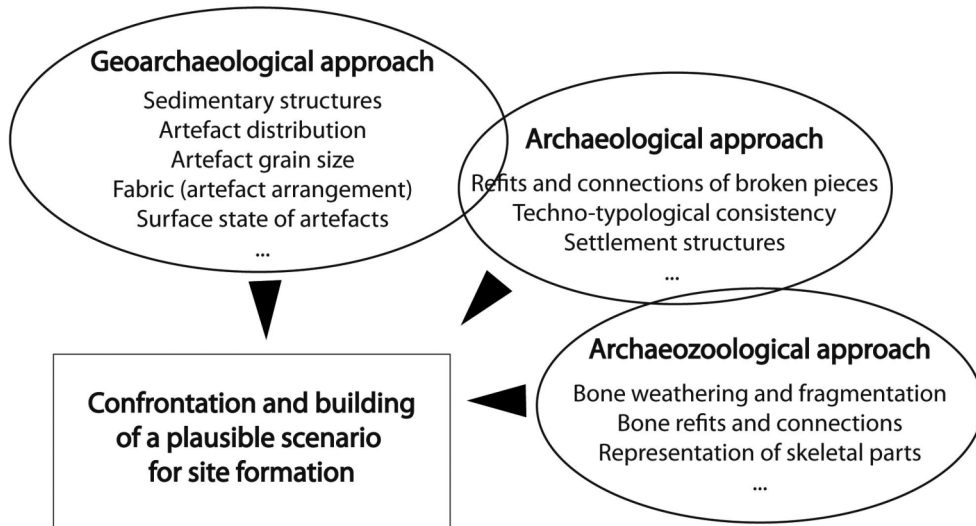 Geoarchaeological approach
Sedimentary structures
Artefact distribution
Artefact grain size
Fabric (artefact arrangement)
Surface state of artefacts
...
Archaeological approach
Refits and connections of broken pieces
Techno-typological consistency
Settlement structures
...
Archaeozoological approach
Bone weathering and fragmentation
Bone refits and connections
Representation of skeletal parts
...
Confrontation and building
of a plausible scenario
for site formation